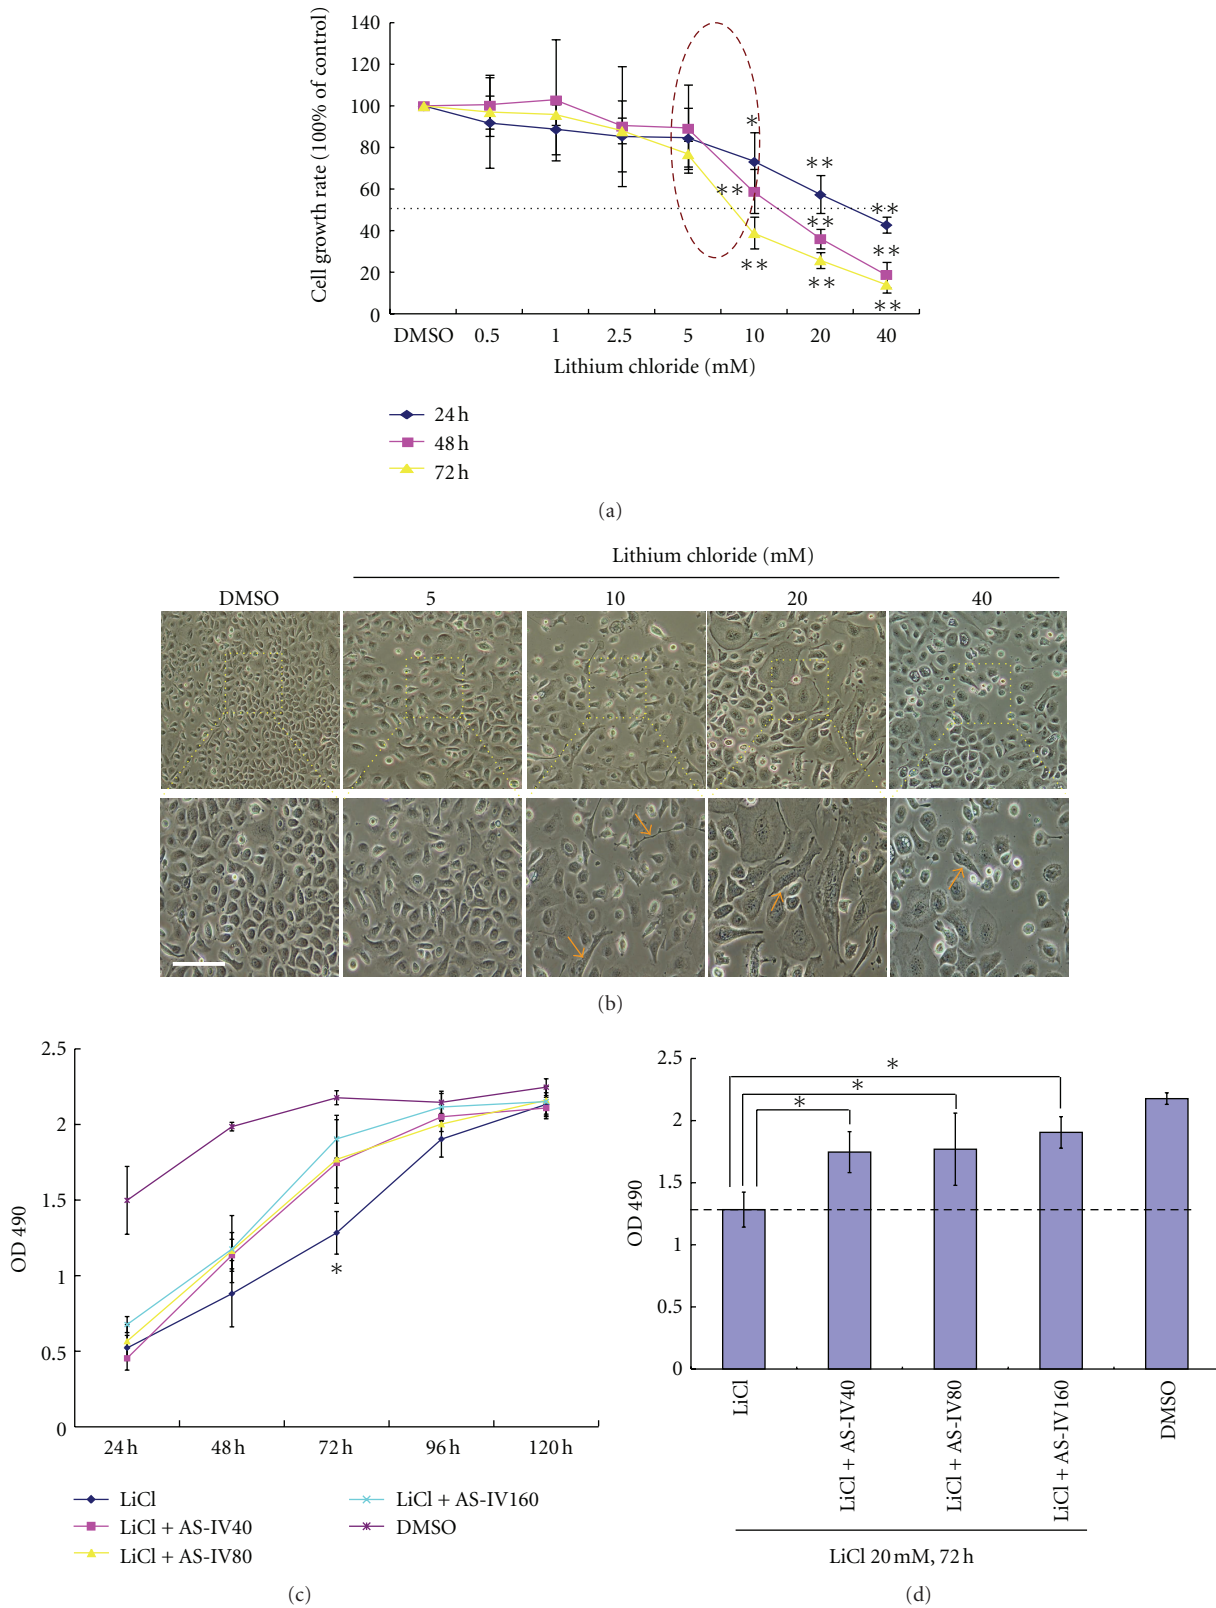 140
120
100
80
60
40
20
0
Cell growth rate (100% of control)
* ** ** ** ** ** ** ** **
DMSO 0.5 1 2.5 5 10 20 40
Lithium chloride (mM)
24 h
48 h
72 h
(a)
Lithium chloride (mM)
DMSO 5 10 20 40
(b)
2.5
2
1.5
1
0.5
0
OD 490
*
24 h 48 h 72 h 96 h 120 h
LiCl
LiCl + AS-IV40
LiCl + AS-IV80
LiCl + AS-IV160
DMSO
(c)
2.5
2
1.5
1
0.5
0
OD 490
*
*
*
LiCl
LiCl + AS-IV40
LiCl + AS-IV80
LiCl + AS-IV160
DMSO
LiCl 20 mM, 72 h
(d)